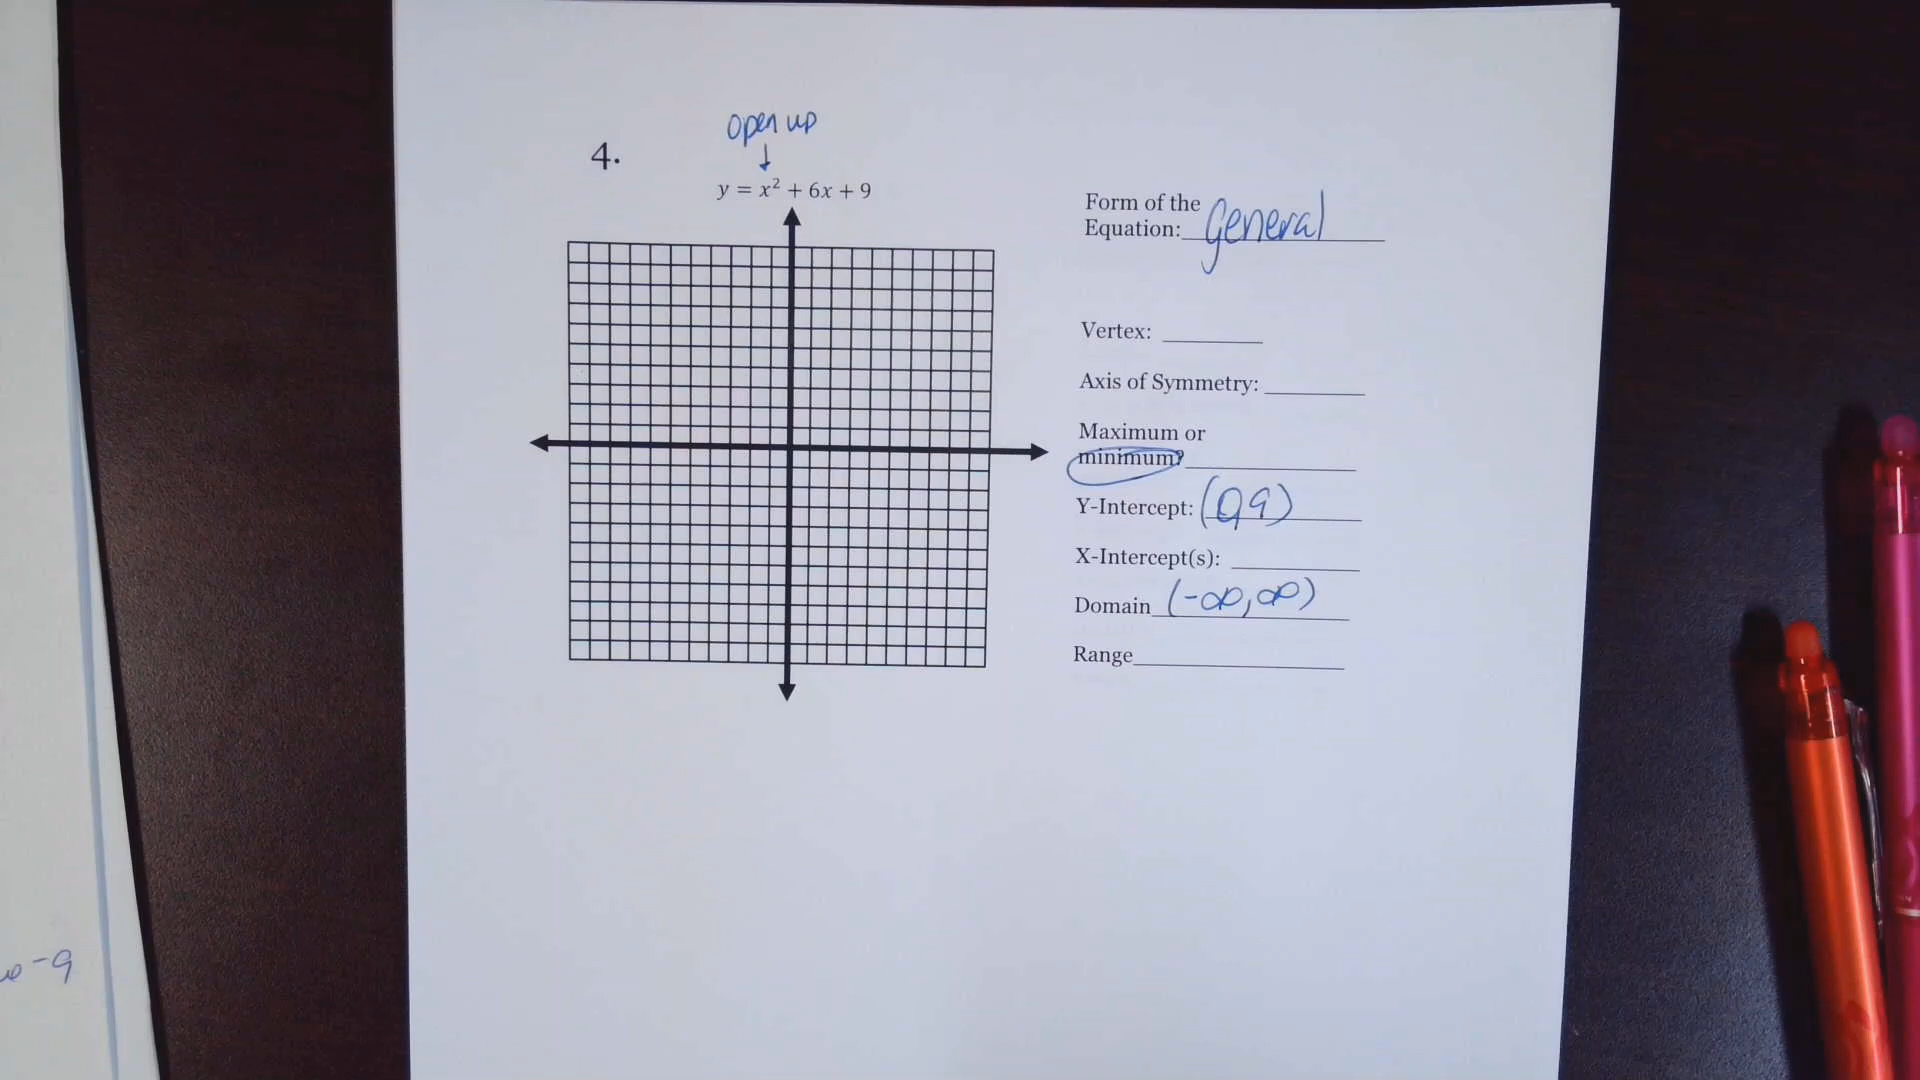 open up
4.
y = x² + 6x + 9
Form of the
Equation: General
Vertex:
Axis of Symmetry:
Maximum or
minimum?
Y-Intercept: (0,9)
X-Intercept(s):
Domain (-∞,∞)
Range
-9